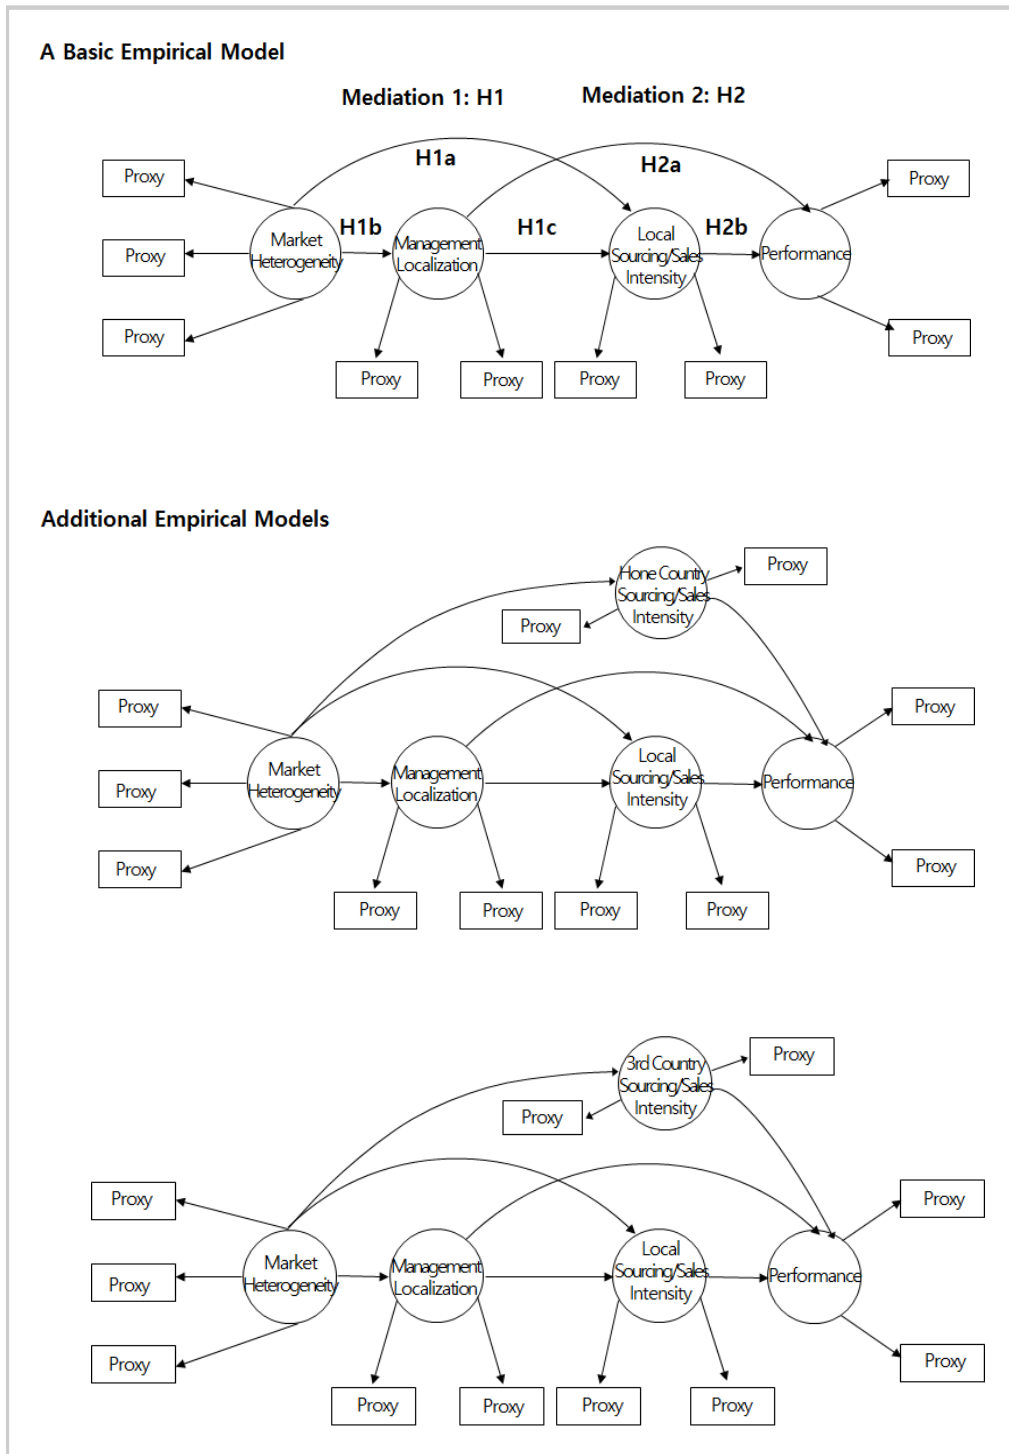 A Basic Empirical Model
Mediation 1: H1
Mediation 2: H2
H1a
H2a
Proxy
Proxy
H1b
H1c
H2b
Market
Heterogeneity
Management
Localization
Local
Sourcing/Sales
Intensity
Performance
Proxy
Proxy
Proxy
Proxy
Proxy
Proxy
Proxy
Additional Empirical Models
Hone Country
Sourcing/Sales
Intensity
Proxy
Proxy
Proxy
Proxy
Market
Heterogeneity
Management
Localization
Local
Sourcing/Sales
Intensity
Performance
Proxy
Proxy
Proxy
Proxy
Proxy
Proxy
Proxy
3rd Country
Sourcing/Sales
Intensity
Proxy
Proxy
Proxy
Proxy
Market
Heterogeneity
Management
Localization
Local
Sourcing/Sales
Intensity
Performance
Proxy
Proxy
Proxy
Proxy
Proxy
Proxy
Proxy